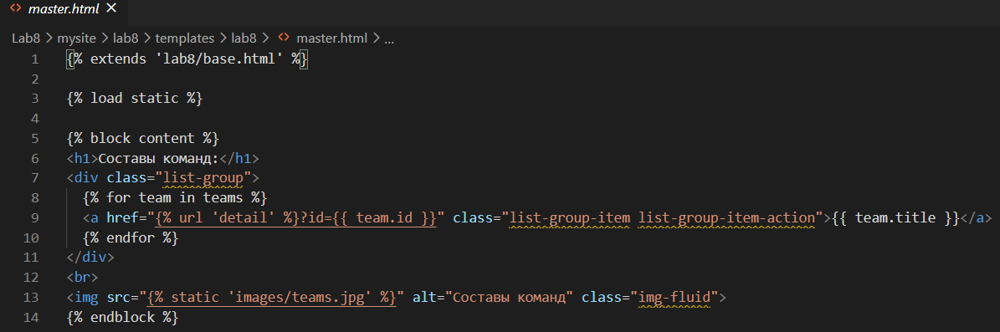 master.html
Lab8 > mysite > lab8 > templates > lab8 > master.html > ...
1 {% extends 'lab8/base.html' %}
2
3 {% load static %}
4
5 {% block content %}
6 <h1>Составы команд:</h1>
7 <div class="list-group">
8   {% for team in teams %}
9   <a href="{% url 'detail' %}?id={{ team.id }}" class="list-group-item list-group-item-action">{{ team.title }}</a>
10   {% endfor %}
11 </div>
12 <br>
13 <img src="{% static 'images/teams.jpg' %}" alt="Составы команд" class="img-fluid">
14 {% endblock %}